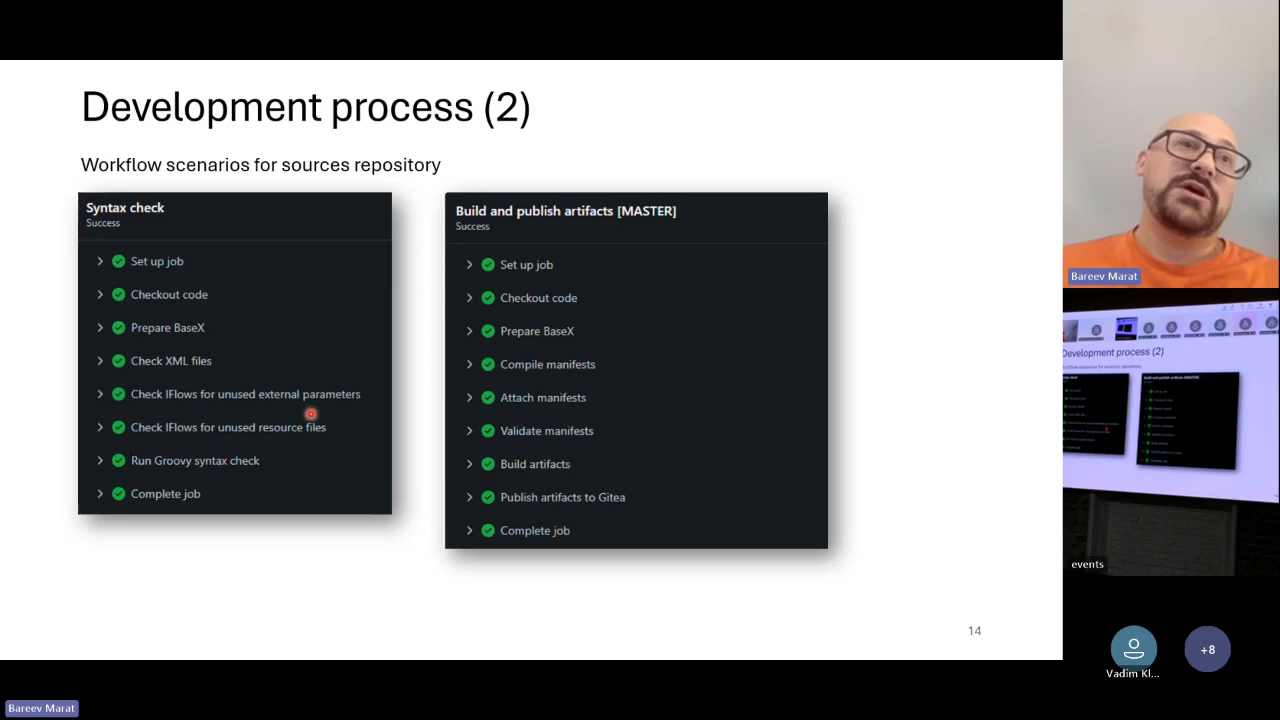 Development process (2)
Workflow scenarios for sources repository
Syntax check
Success
Set up job
Checkout code
Prepare BaseX
Check XML files
Check IFlows for unused external parameters
Check IFlows for unused resource files
Run Groovy syntax check
Complete job
Build and publish artifacts [MASTER]
Success
Set up job
Checkout code
Prepare BaseX
Compile manifests
Attach manifests
Validate manifests
Build artifacts
Publish artifacts to Gitea
Complete job
14
Bareev Marat
Development process (2)
events
Vadim Kl...
+8
Bareev Marat